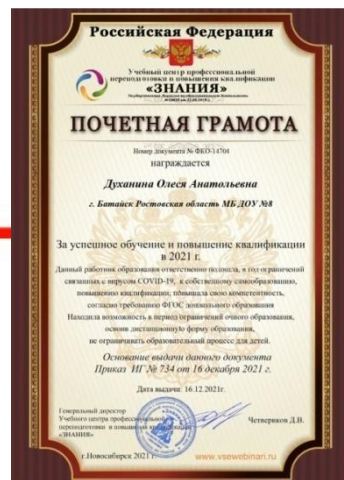 Российская Федерация
Учебный центр профессиональной
переподготовки и повышения квалификации
«ЗНАНИЯ»
ПОЧЕТНАЯ ГРАМОТА
Номер документа № ФКО-14704
награждается
Духанина Олеся Анатольевна
г. Батайск Ростовская область МБ ДОУ №8
За успешное обучение и повышение квалификации
в 2021 г.
Данный работник образования ответственно подошла, в год ограничений
связанных с вирусом COVID-19, к собственному самообразованию,
повышению квалификации, повышала свою компетентность,
согласно требованию ФГОС дошкольного образования
Находила возможность в период ограничений очного образования,
освоив дистанционную форму образования,
не ограничивать образовательный процесс для детей.
Основание выдачи данного документа
Приказ ИГ № 734 от 16 декабря 2021 г.
Дата выдачи: 16.12.2021г.
Генеральный директор
Учебного центра профессиональной
переподготовки и повышения квалификации
«ЗНАНИЯ»
Четвериков Д.В.
г.Новосибирск 2021 г.
www.vsewebinari.ru